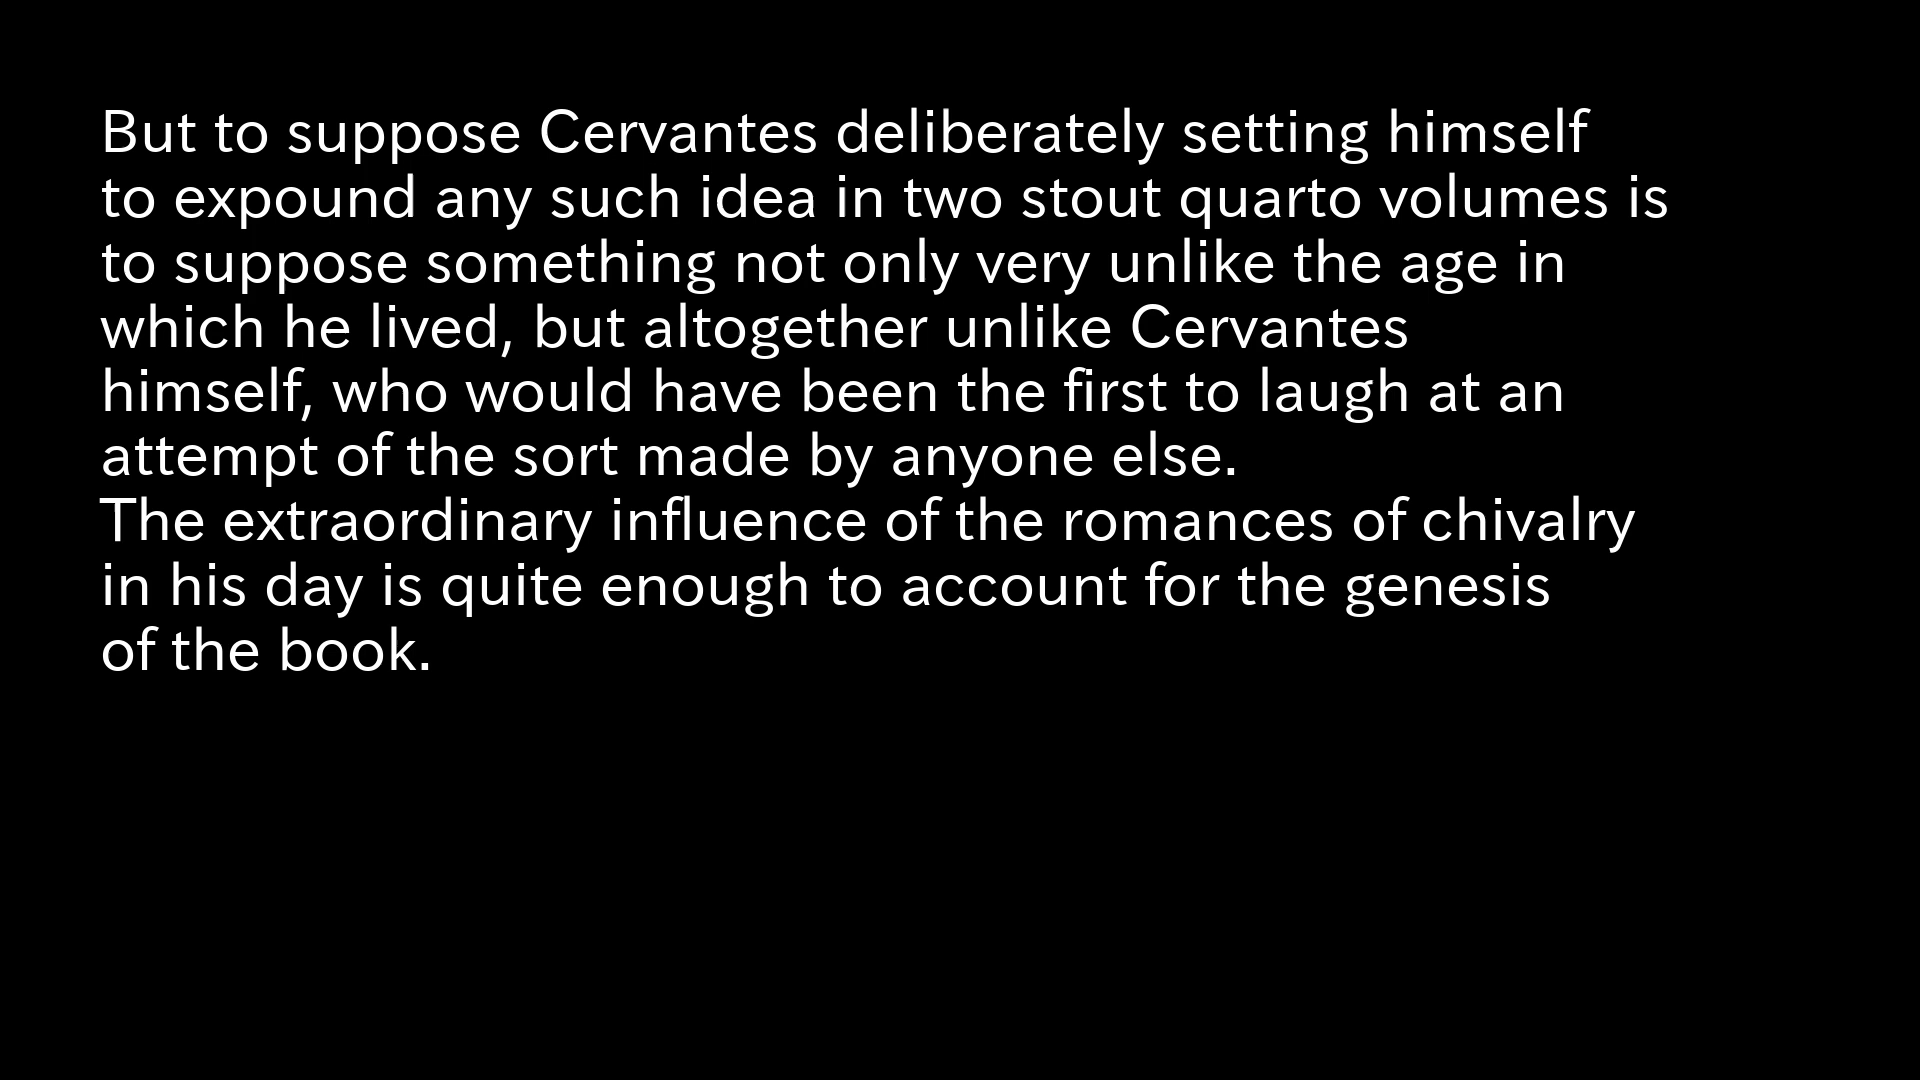 But to suppose Cervantes deliberately setting himself
to expound any such idea in two stout quarto volumes is
to suppose something not only very unlike the age in
which he lived, but altogether unlike Cervantes
himself, who would have been the first to laugh at an
attempt of the sort made by anyone else.
The extraordinary influence of the romances of chivalry
in his day is quite enough to account for the genesis
of the book.